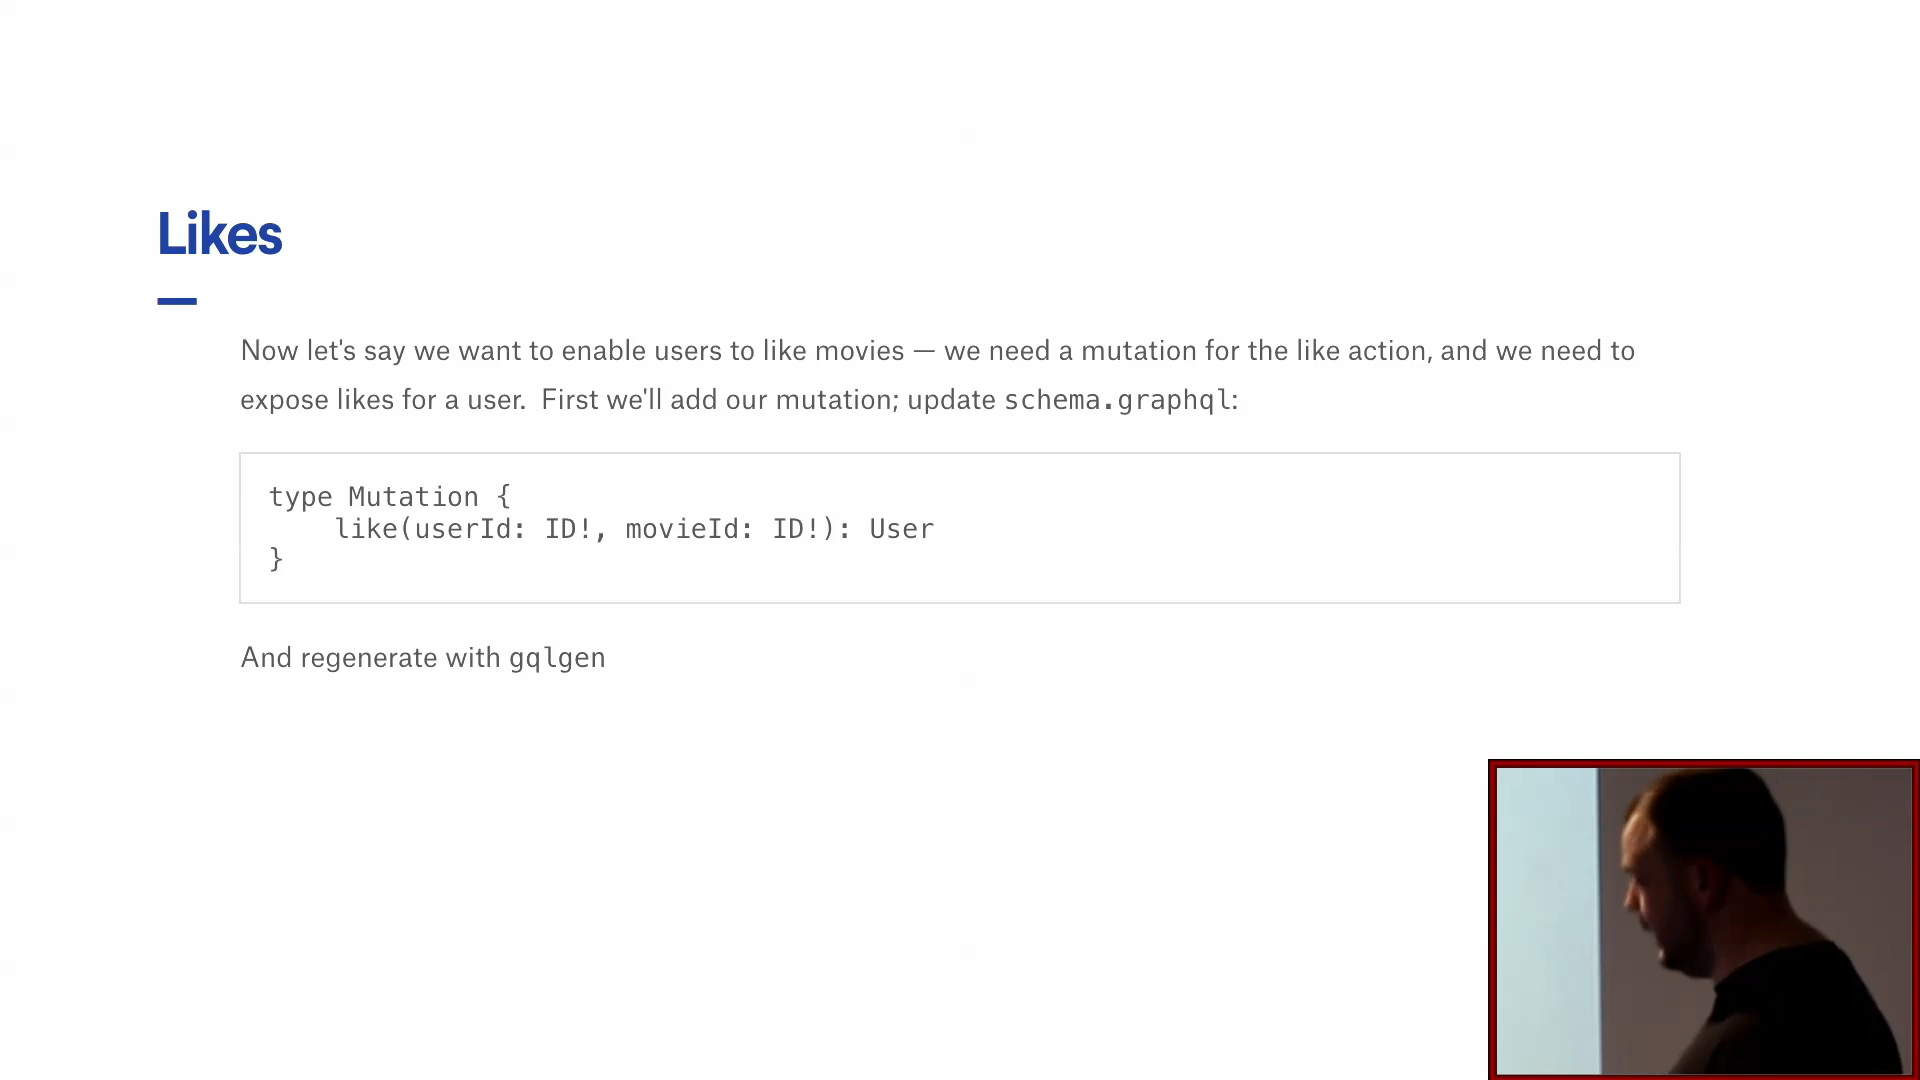 Likes
Now let's say we want to enable users to like movies — we need a mutation for the like action, and we need to
expose likes for a user.  First we'll add our mutation; update schema.graphql:
type Mutation {
    like(userId: ID!, movieId: ID!): User
}
And regenerate with gqlgen